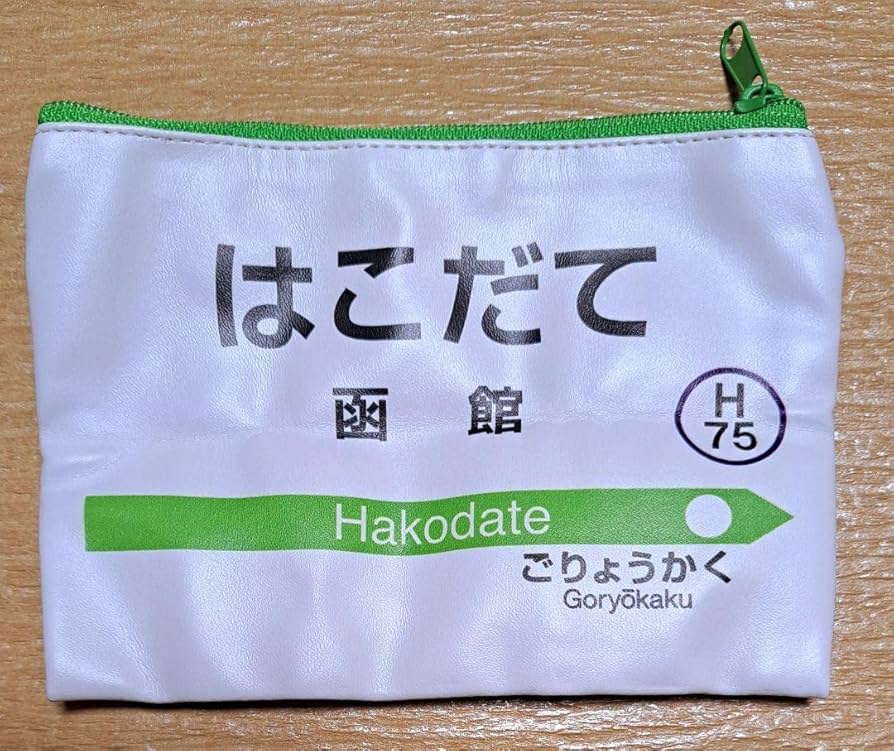 はこだて
函館
H
75
Hakodate
ごりょうかく
Goryōkaku